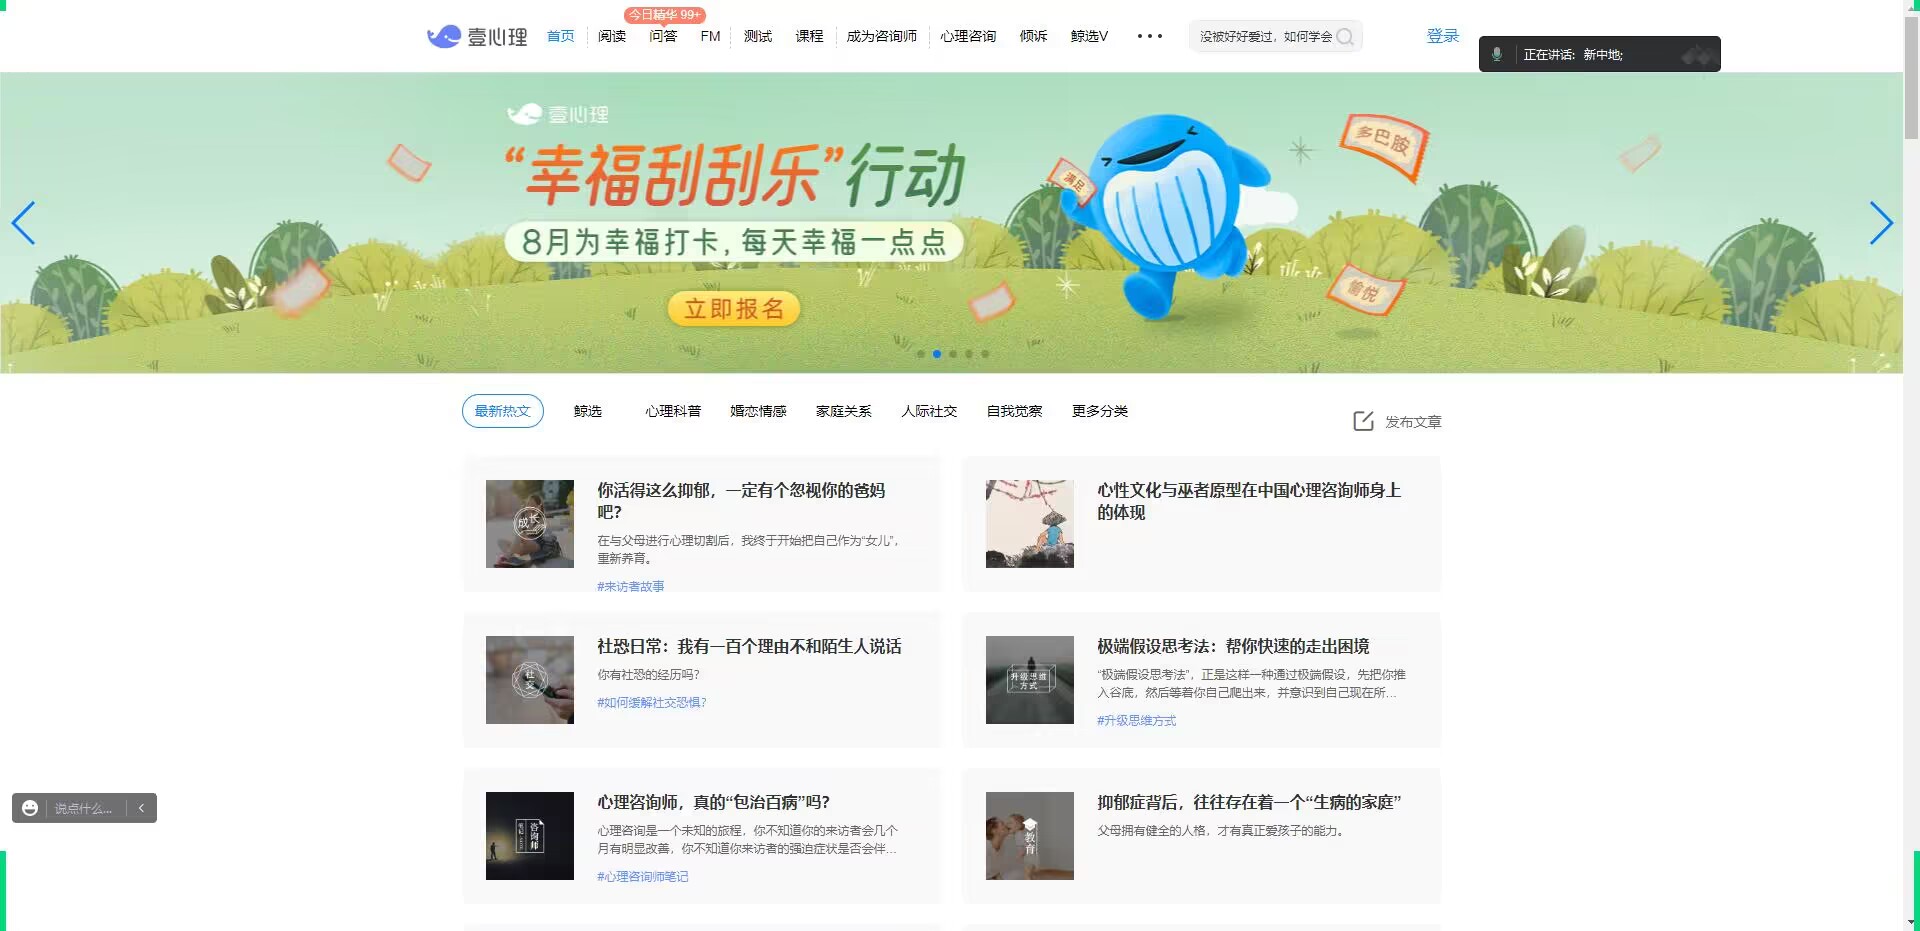 壹心理
首页
阅读
今日精华 99+
问答
FM
测试
课程
成为咨询师
心理咨询
倾诉
鲸选V
没被好好爱过，如何学会
登录
正在讲话: 新中地;
壹心理
“幸福刮刮乐”行动
8月为幸福打卡, 每天幸福一点点
立即报名
满足
多巴胺
愉悦
最新热文
鲸选
心理科普
婚恋情感
家庭关系
人际社交
自我觉察
更多分类
发布文章
成长
你活得这么抑郁，一定有个忽视你的爸妈
吧？
在与父母进行心理切割后，我终于开始把自己作为“女儿”，
重新养育。
#来访者故事
心性文化与巫者原型在中国心理咨询师身上
的体现
社交
社恐日常：我有一百个理由不和陌生人说话
你有社恐的经历吗？
#如何缓解社交恐惧？
升级思维
方式
极端假设思考法：帮你快速的走出困境
“极端假设思考法”，正是这样一种通过极端假设，先把你推
入谷底，然后等着你自己爬出来，并意识到自己现在所...
#升级思维方式
咨询师
笔记
心理咨询师，真的“包治百病”吗？
心理咨询是一个未知的旅程，你不知道你的来访者会几个
月有明显改善，你不知道你来访者的强迫症状是否会伴...
#心理咨询师笔记
教育
抑郁症背后，往往存在着一个“生病的家庭”
父母拥有健全的人格，才有真正爱孩子的能力。
说点什么...